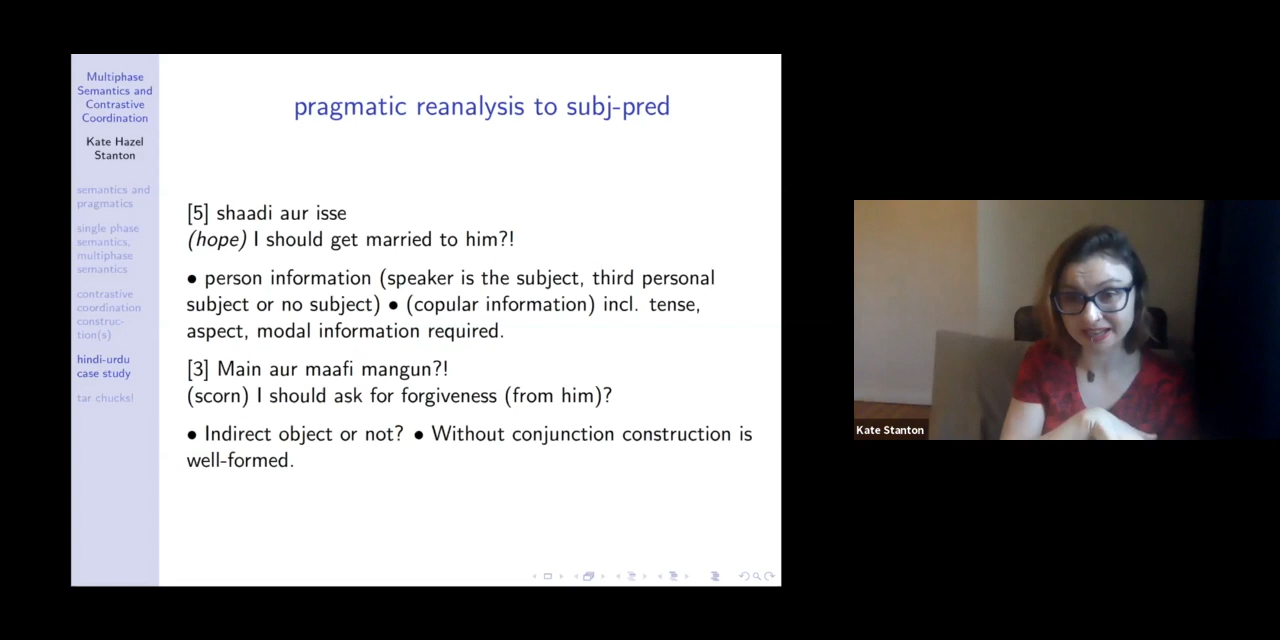 Multiphase
Semantics and
Contrastive
Coordination
Kate Hazel
Stanton
semantics and
pragmatics
single phase
semantics,
multiphase
semantics
contrastive
coordination
construc-
tion(s)
hindi-urdu
case study
tar chucks!
pragmatic reanalysis to subj-pred
[5] shaadi aur isse
(hope) I should get married to him?!
• person information (speaker is the subject, third personal
subject or no subject) • (copular information) incl. tense,
aspect, modal information required.
[3] Main aur maafi mangun?!
(scorn) I should ask for forgiveness (from him)?
• Indirect object or not? • Without conjunction construction is
well-formed.
Kate Stanton